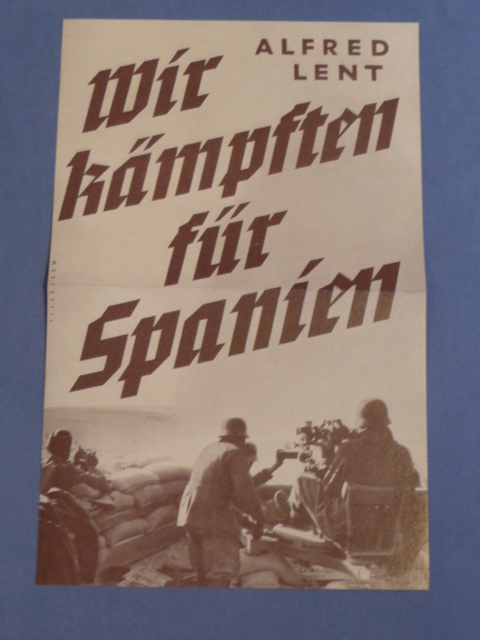 ALFRED
LENT
Wir
kämpften
für
Spanien